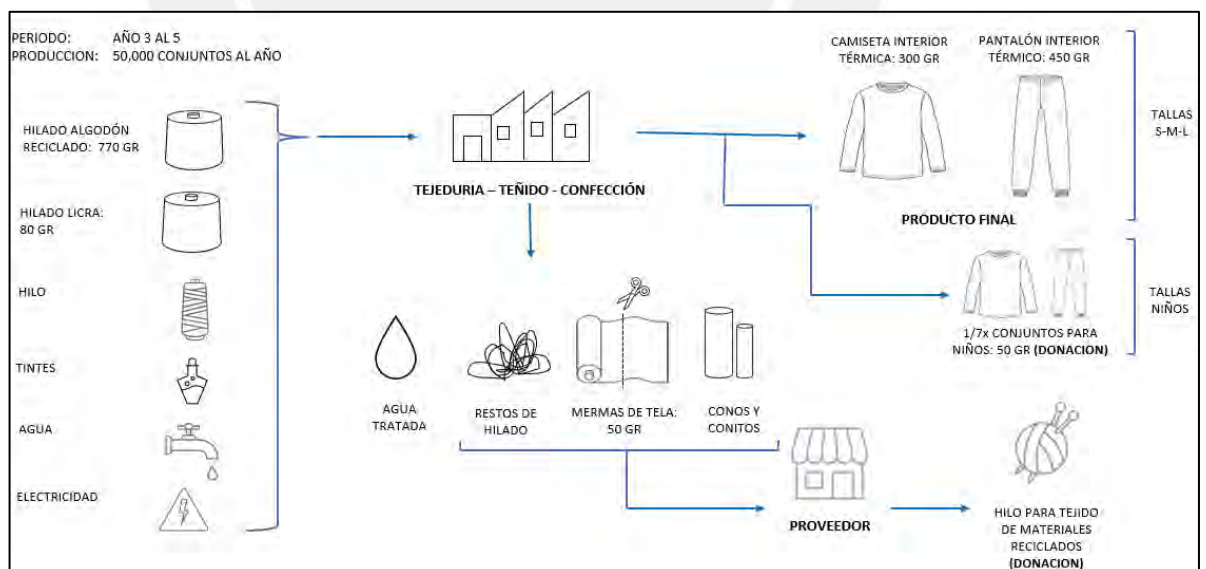 PERIODO: AÑO 3 AL 5
PRODUCCION: 50,000 CONJUNTOS AL AÑO
HILADO ALGODÓN
RECICLADO: 770 GR
HILADO LICRA:
80 GR
HILO
TINTES
AGUA
ELECTRICIDAD
TEJEDURIA – TEÑIDO - CONFECCIÓN
CAMISETA INTERIOR
TÉRMICA: 300 GR
PANTALÓN INTERIOR
TÉRMICO: 450 GR
TALLAS
S-M-L
PRODUCTO FINAL
TALLAS
NIÑOS
1/7x CONJUNTOS PARA
NIÑOS: 50 GR (DONACION)
AGUA
TRATADA
RESTOS DE
HILADO
MERMAS DE TELA:
50 GR
CONOS Y
CONITOS
PROVEEDOR
HILO PARA TEJIDO
DE MATERIALES
RECICLADOS
(DONACION)